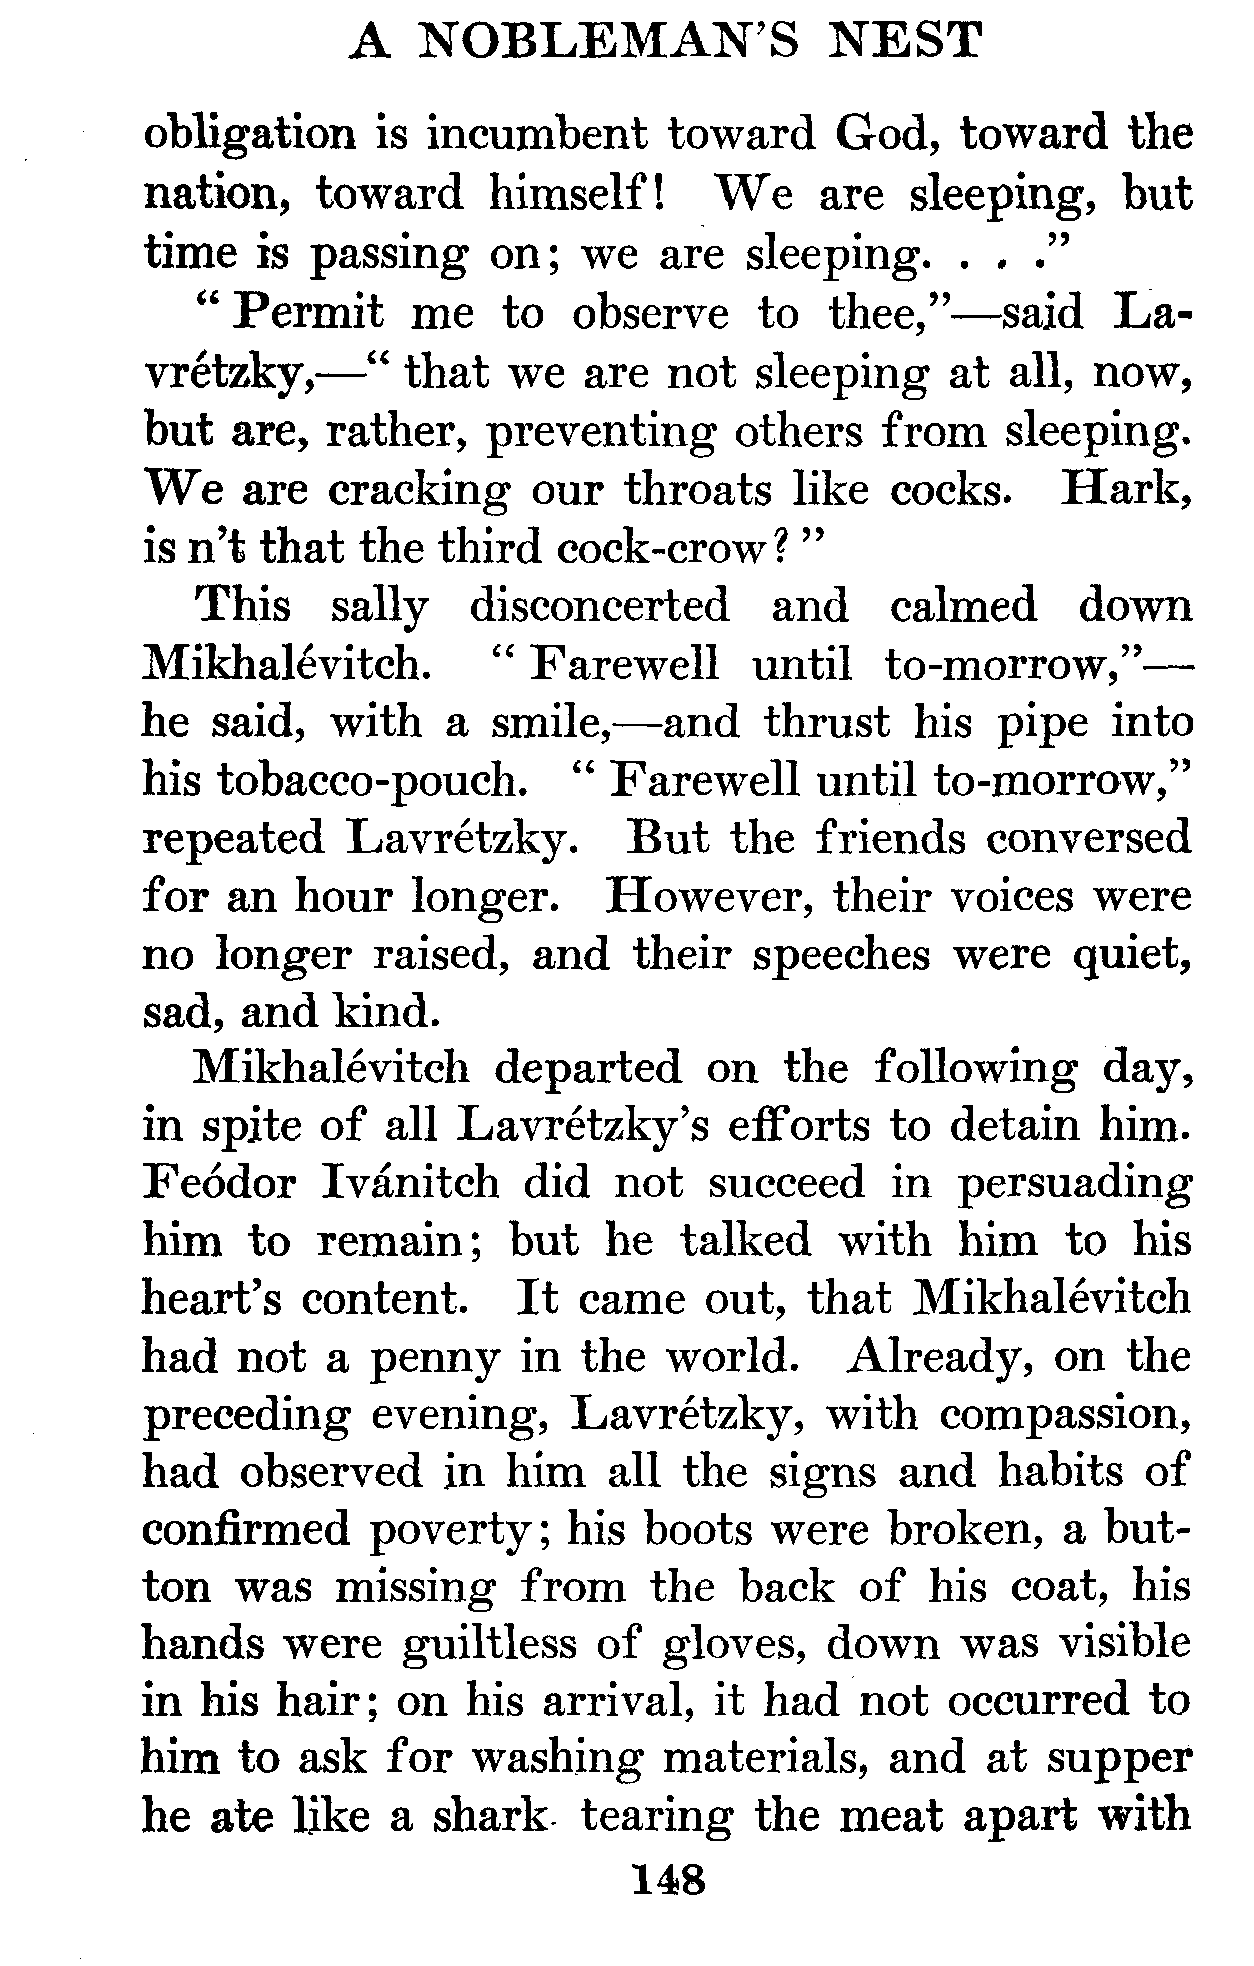 A NOBLEMAN'S NEST
obligation is incumbent toward God, toward the
nation, toward himself! We are sleeping, but
time is passing on; we are sleeping. . . ."
" Permit me to observe to thee,"—said La-
vrétzky,—" that we are not sleeping at all, now,
but are, rather, preventing others from sleeping.
We are cracking our throats like cocks. Hark,
is n't that the third cock-crow? "
This sally disconcerted and calmed down
Mikhalévitch. " Farewell until to-morrow,"—
he said, with a smile,—and thrust his pipe into
his tobacco-pouch. " Farewell until to-morrow,"
repeated Lavrétzky. But the friends conversed
for an hour longer. However, their voices were
no longer raised, and their speeches were quiet,
sad, and kind.
Mikhalévitch departed on the following day,
in spite of all Lavrétzky's efforts to detain him.
Feódor Ivánitch did not succeed in persuading
him to remain; but he talked with him to his
heart's content. It came out, that Mikhalévitch
had not a penny in the world. Already, on the
preceding evening, Lavrétzky, with compassion,
had observed in him all the signs and habits of
confirmed poverty; his boots were broken, a but-
ton was missing from the back of his coat, his
hands were guiltless of gloves, down was visible
in his hair; on his arrival, it had not occurred to
him to ask for washing materials, and at supper
he ate like a shark. tearing the meat apart with
148